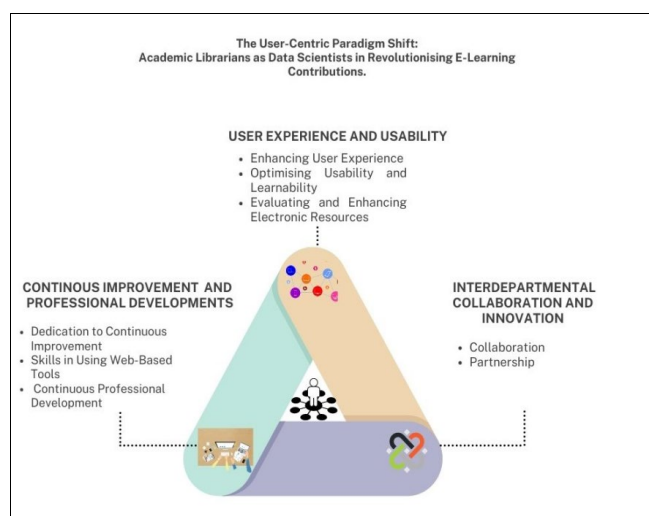 The User-Centric Paradigm Shift:
Academic Librarians as Data Scientists in Revolutionising E-Learning
Contributions.
USER EXPERIENCE AND USABILITY
• Enhancing User Experience
• Optimising Usability and
Learnability
• Evaluating and Enhancing
Electronic Resources
CONTINOUS IMPROVEMENT AND
PROFESSIONAL DEVELOPMENTS
• Dedication to Continuous
Improvement
• Skills in Using Web-Based
Tools
• Continuous Professional
Development
INTERDEPARTMENTAL
COLLABORATION AND
INNOVATION
• Collaboration
• Partnership